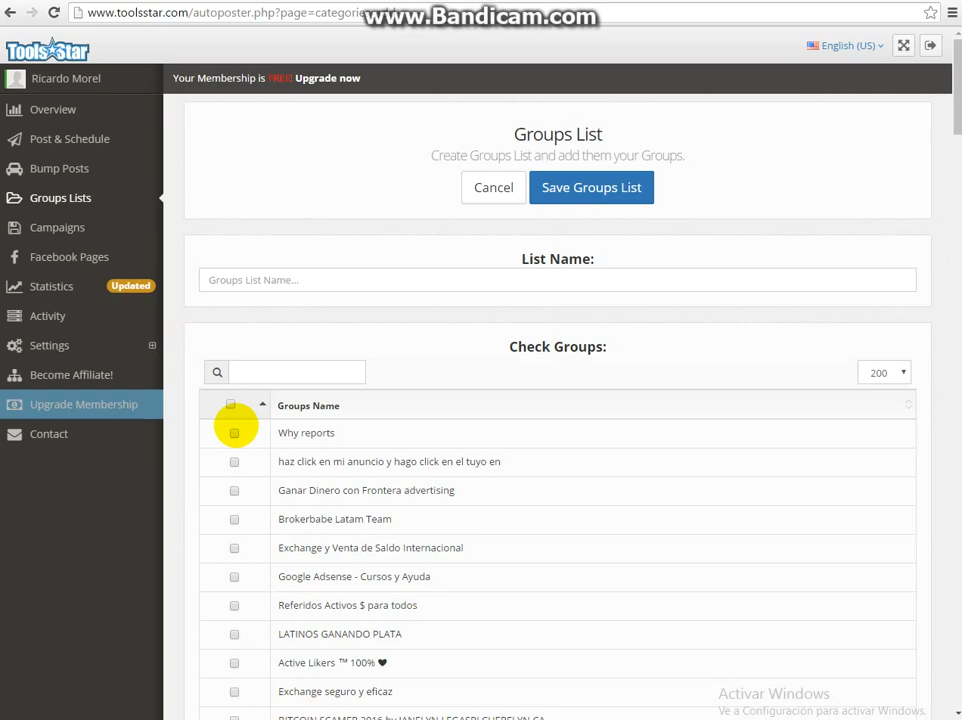 www.toolsstar.com/autoposter.php?page=categorie
www.Bandicam.com
Tools Star
English (US)
Ricardo Morel
Your Membership is FREE! Upgrade now
Overview
Post & Schedule
Bump Posts
Groups Lists
Campaigns
Facebook Pages
Statistics
Updated
Activity
Settings
Become Affiliate!
Upgrade Membership
Contact
Groups List
Create Groups List and add them your Groups.
Cancel
Save Groups List
List Name:
Groups List Name...
Check Groups:
200
Groups Name
Why reports
haz click en mi anuncio y hago click en el tuyo en
Ganar Dinero con Frontera advertising
Brokerbabe Latam Team
Exchange y Venta de Saldo Internacional
Google Adsense - Cursos y Ayuda
Referidos Activos $ para todos
LATINOS GANANDO PLATA
Active Likers ™ 100% ♥
Exchange seguro y eficaz
BITCOIN SCAMER 2016 by
Activar Windows
Ve a Configuración para activar Windows.